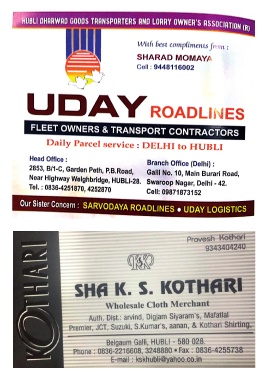 HUBLI DHARWAD GOODS TRANSPORTERS AND LORRY OWNER'S ASSOCIATION (R)
With best compliments from :
SHARAD MOMAYA
Cell : 9448116002
UDAY ROADLINES
FLEET OWNERS & TRANSPORT CONTRACTORS
Daily Parcel service : DELHI to HUBLI
Head Office :
2853, B/1-C, Garden Peth, P.B.Road,
Near Highway Weighbridge, HUBLI-28.
Tel. : 0836-4251870, 4252870
Branch Office (Delhi) :
Galli No. 10, Main Burari Road,
Swaroop Nagar, Delhi - 42.
Cell: 09871873152
Our Sister Concern : SARVODAYA ROADLINES • UDAY LOGISTICS
KOTHARI
Pravesh Kothari
9343404240
SHA K. S. KOTHARI
Wholesale Cloth Merchant
Auth. Dist.: arvind, Digjam Siyaram's, Mafatlal
Premier, JCT, Suzuki, S.Kumar's, aanan, & Kothari Shirting,
Belgaum Galli, HUBLI - 580 028.
Phone : 0836-2216608, 3248880 • Fax : 0836-4255738
E-mail : kskhubli@yahoo.co.in